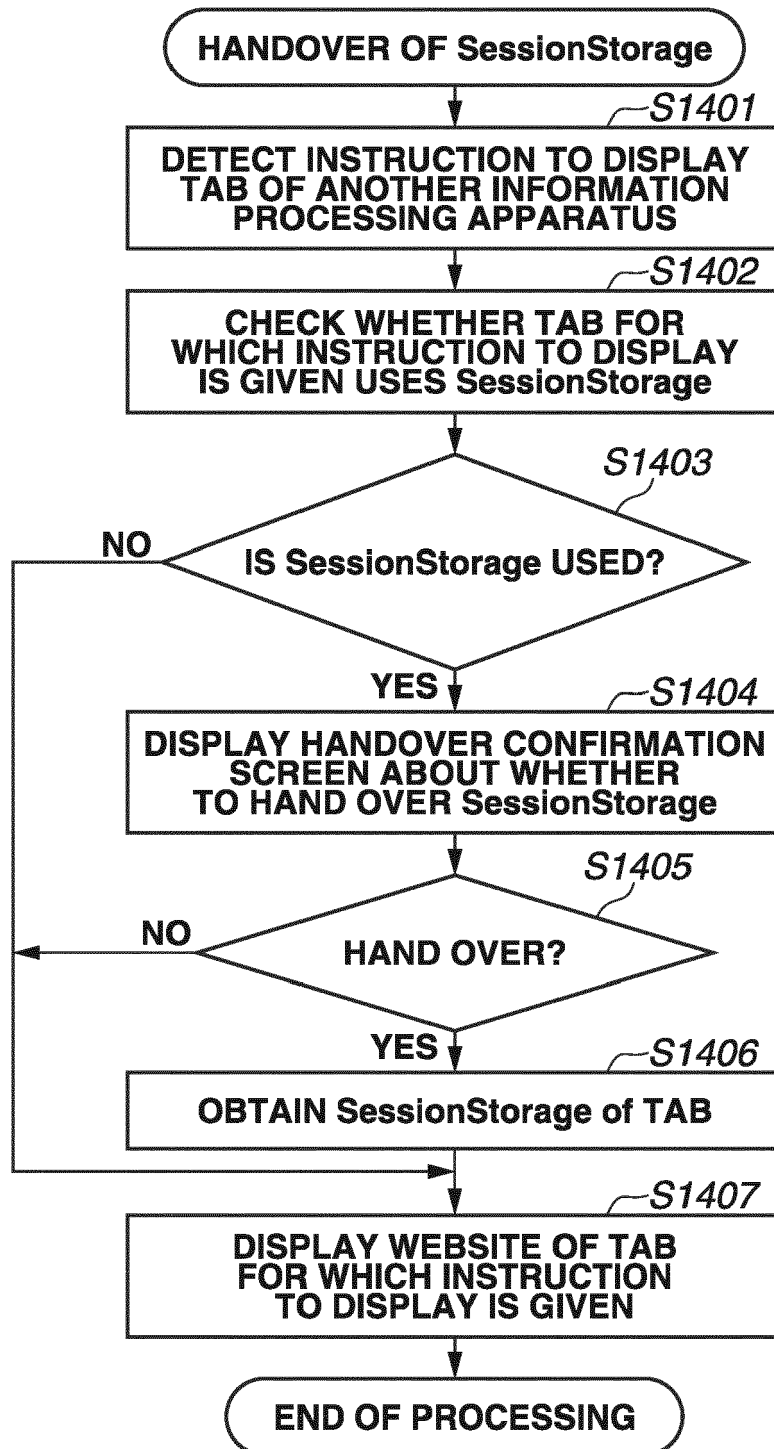 HANDOVER OF SessionStorage
S1401
DETECT INSTRUCTION TO DISPLAY
TAB OF ANOTHER INFORMATION
PROCESSING APPARATUS
S1402
CHECK WHETHER TAB FOR
WHICH INSTRUCTION TO DISPLAY
IS GIVEN USES SessionStorage
S1403
NO
IS SessionStorage USED?
YES
S1404
DISPLAY HANDOVER CONFIRMATION
SCREEN ABOUT WHETHER
TO HAND OVER SessionStorage
S1405
NO
HAND OVER?
YES
S1406
OBTAIN SessionStorage of TAB
S1407
DISPLAY WEBSITE OF TAB
FOR WHICH INSTRUCTION
TO DISPLAY IS GIVEN
END OF PROCESSING